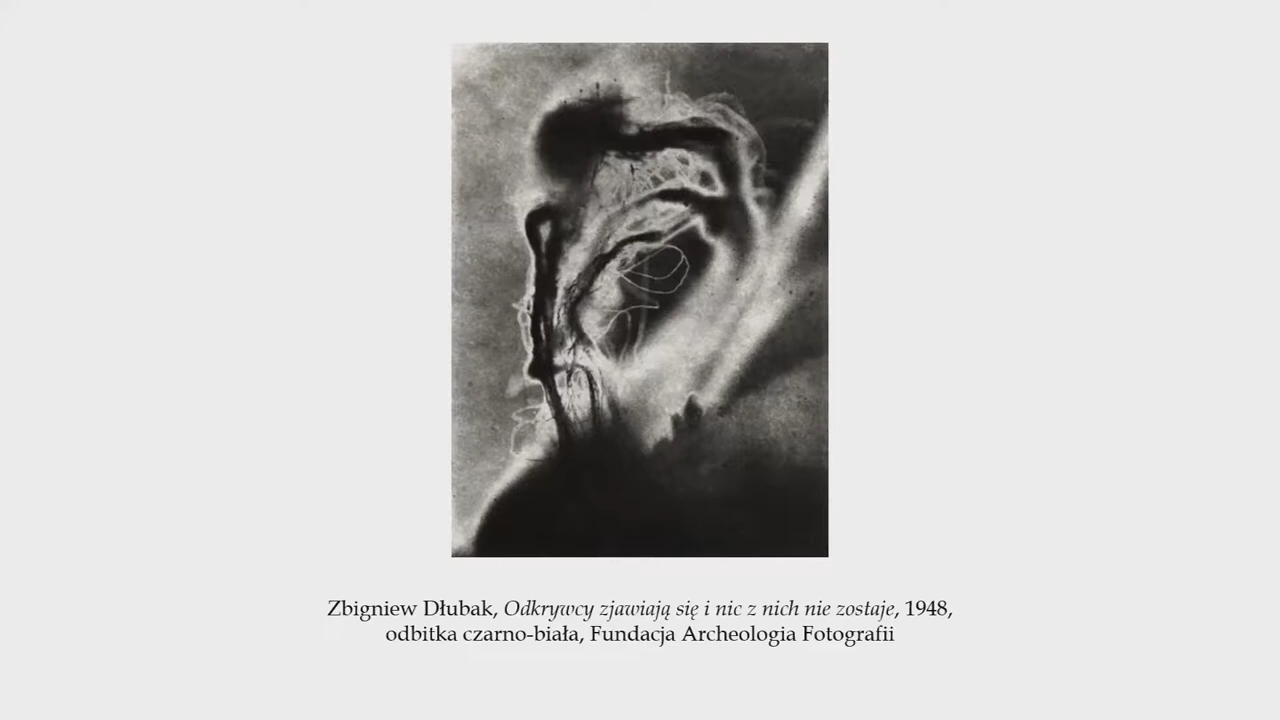 Zbigniew Dłubak, Odkrywcy zjawiają się i nic z nich nie zostaje, 1948,
odbitka czarno-biała, Fundacja Archeologia Fotografii